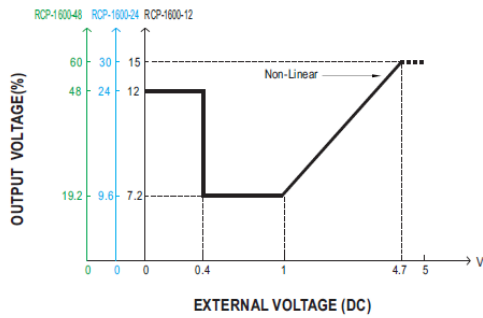 RCP-1600-48 RCP-1600-24 RCP-1600-12
60 30 15
Non-Linear
48 24 12
OUTPUT VOLTAGE(%)
19.2 9.6 7.2
0 0 0 0.4 1 4.7 5
V
EXTERNAL VOLTAGE (DC)